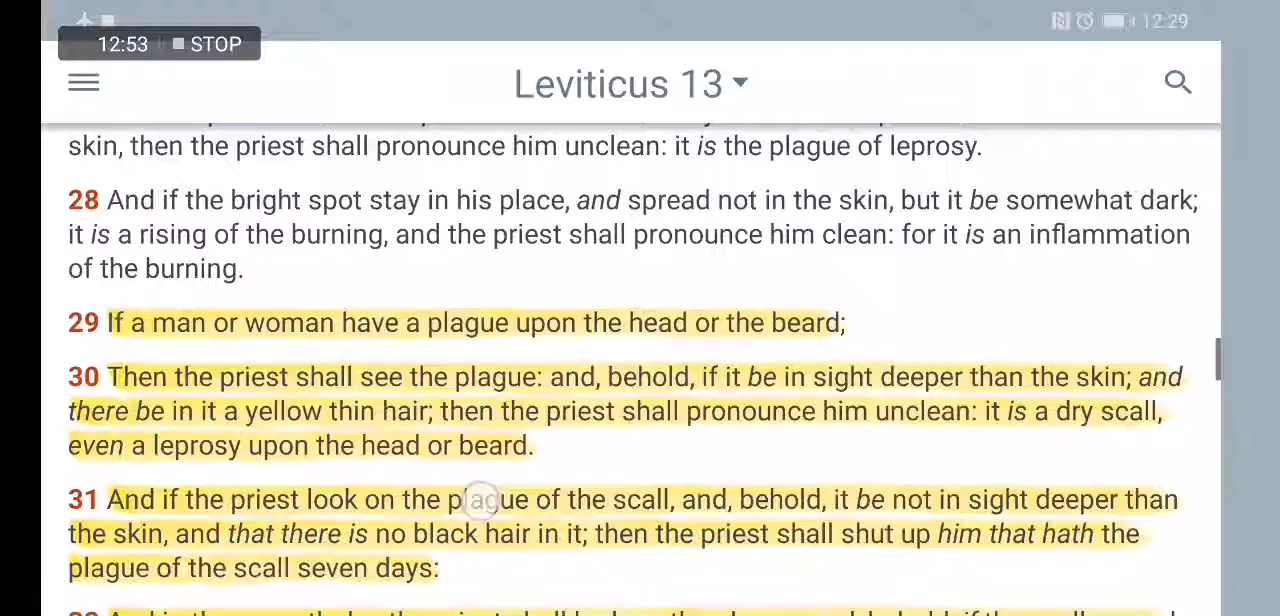 12:29
12:53 STOP
Leviticus 13
skin, then the priest shall pronounce him unclean: it is the plague of leprosy.
28 And if the bright spot stay in his place, and spread not in the skin, but it be somewhat dark;
it is a rising of the burning, and the priest shall pronounce him clean: for it is an inflammation
of the burning.
29 If a man or woman have a plague upon the head or the beard;
30 Then the priest shall see the plague: and, behold, if it be in sight deeper than the skin; and
there be in it a yellow thin hair; then the priest shall pronounce him unclean: it is a dry scall,
even a leprosy upon the head or beard.
31 And if the priest look on the plague of the scall, and, behold, it be not in sight deeper than
the skin, and that there is no black hair in it; then the priest shall shut up him that hath the
plague of the scall seven days: